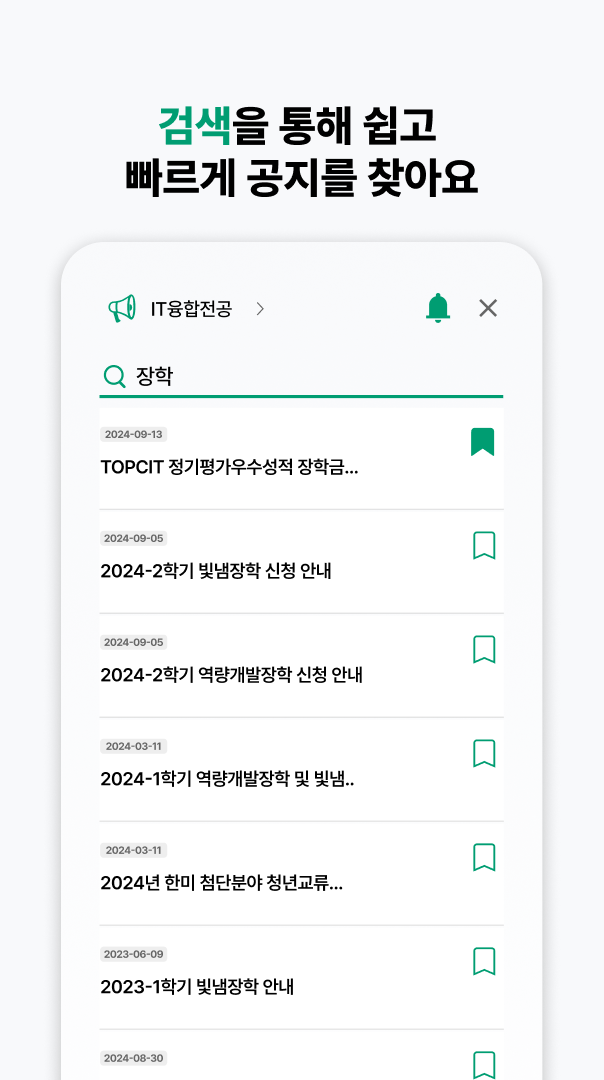 검색을 통해 쉽고
빠르게 공지를 찾아요
IT융합전공
장학
2024-09-13
TOPCIT 정기평가우수성적 장학금...
2024-09-05
2024-2학기 빛냄장학 신청 안내
2024-09-05
2024-2학기 역량개발장학 신청 안내
2024-03-11
2024-1학기 역량개발장학 및 빛냄..
2024-03-11
2024년 한미 첨단분야 청년교류...
2023-06-09
2023-1학기 빛냄장학 안내
2024-08-30